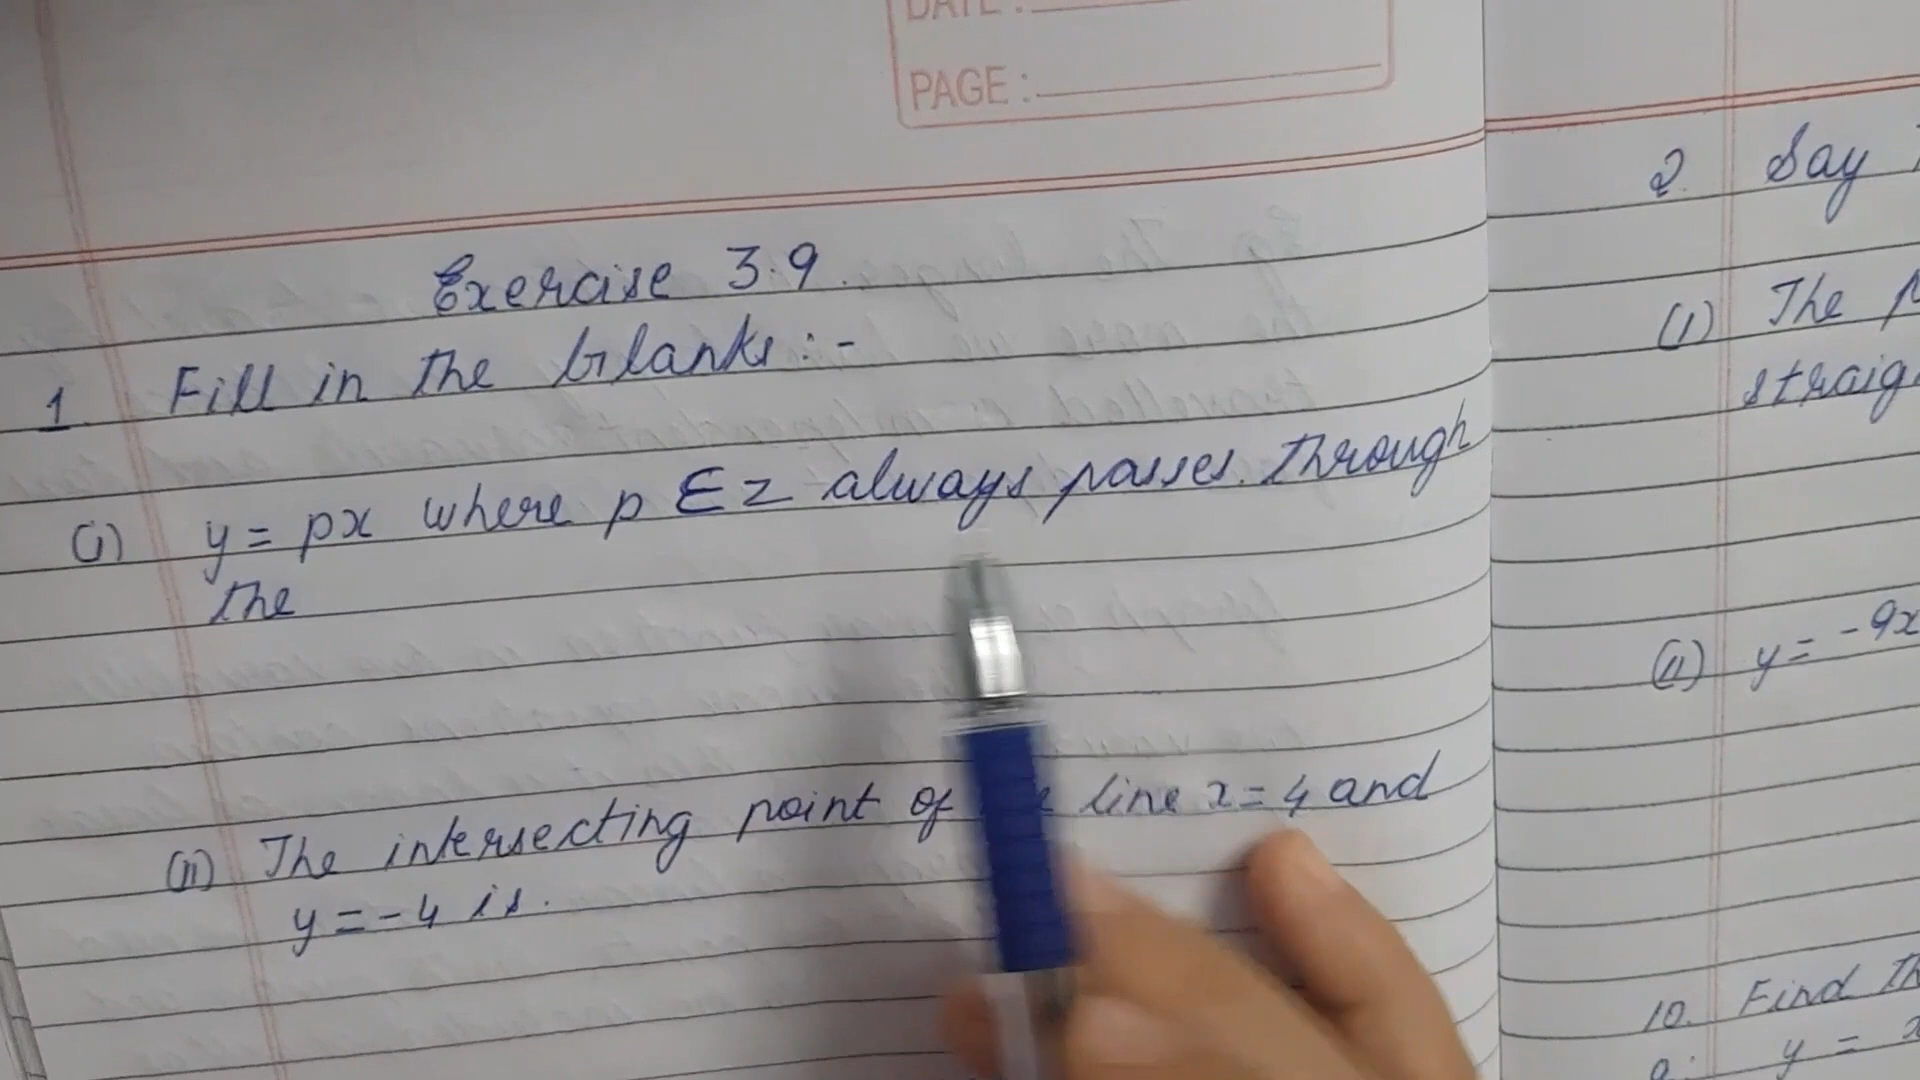 DATE :
PAGE :
Exercise 3.9.
1 Fill in the blanks :-
(i) y = px where p ∈ z always passes through
the
(ii) The intersecting point of line x = 4 and
y = -4 is.
2. Say
(i) The
straig
(ii) y = -9x
10. Find Th
y =